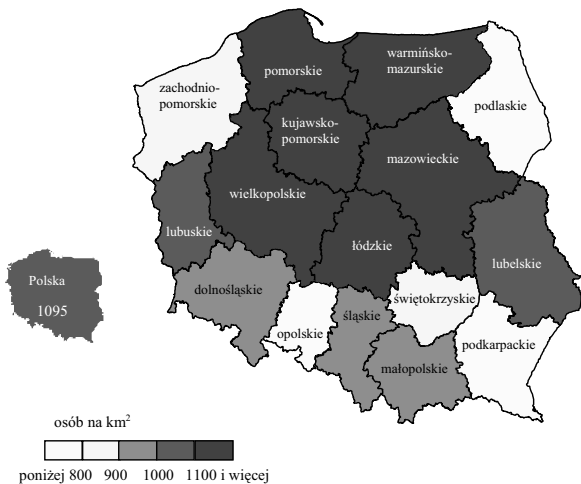 pomorskie
warmińsko-
mazurskie
zachodnio-
pomorskie
podlaskie
kujawsko-
pomorskie
mazowieckie
wielkopolskie
lubuskie
łódzkie
lubelskie
Polska
1095
dolnośląskie
świętokrzyskie
opolskie
śląskie
podkarpackie
małopolskie
osób na km²
poniżej 800 900 1000 1100 i więcej